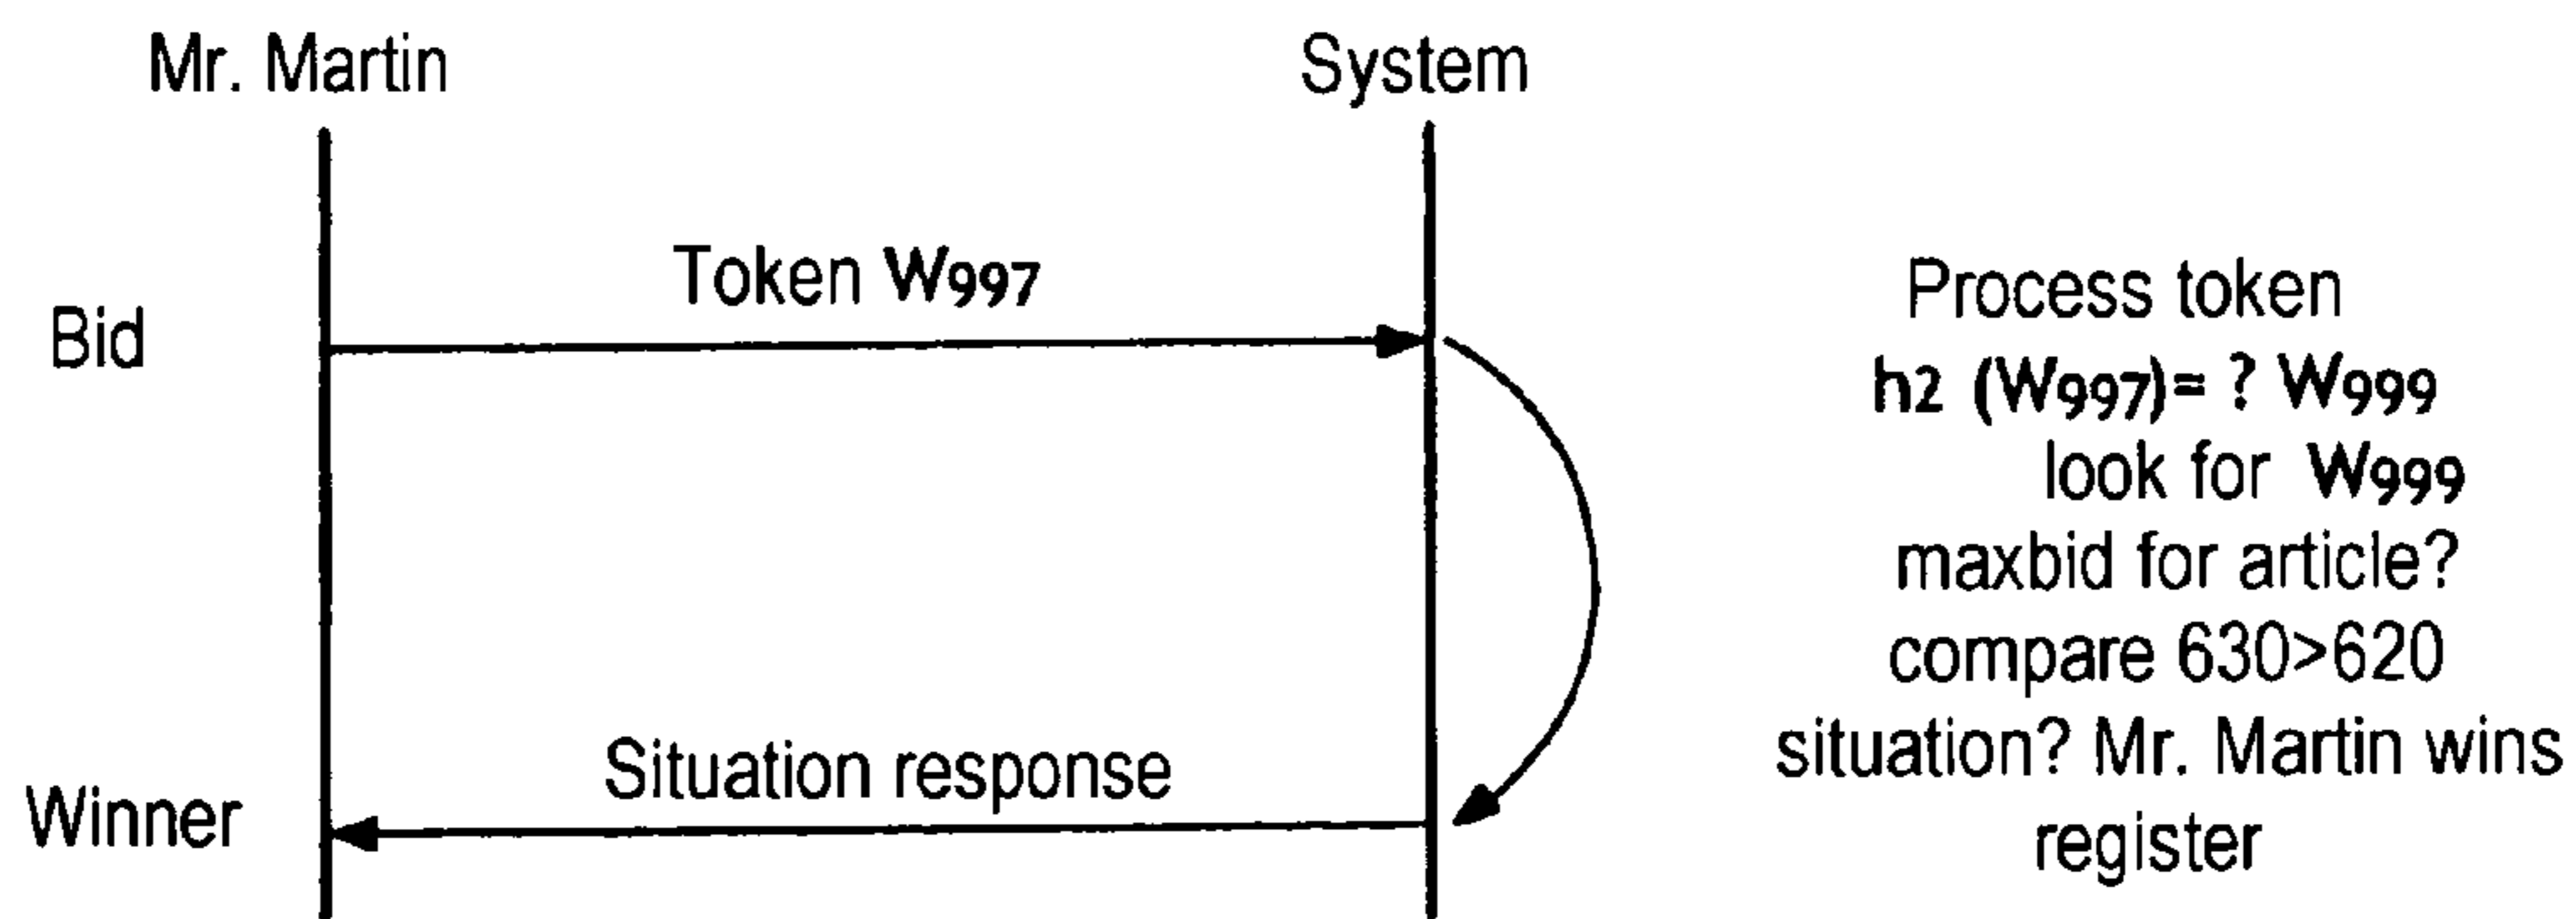 Mr. Martin
System
Token W997
Bid
Process token
h2 (W997)= ? W999
look for W999
maxbid for article?
compare 630>620
situation? Mr. Martin wins
register
Situation response
Winner